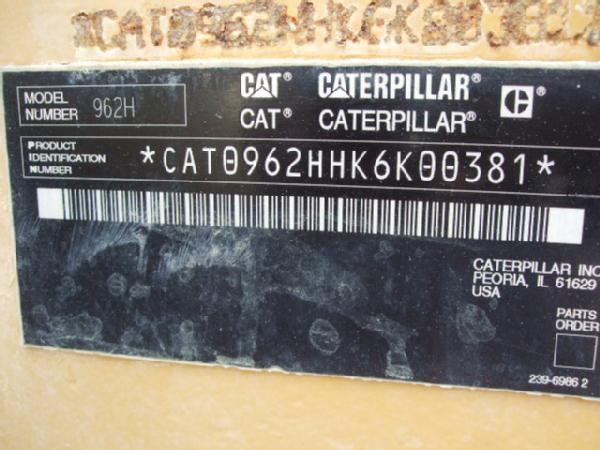 CAT0962HHK6K00381
MODEL NUMBER 962H
CAT® CATERPILLAR®
CAT® CATERPILLAR®
PRODUCT IDENTIFICATION NUMBER *CAT0962HHK6K00381*
CATERPILLAR INC
PEORIA, IL 61629
USA
PARTS
ORDER
239-6986 2